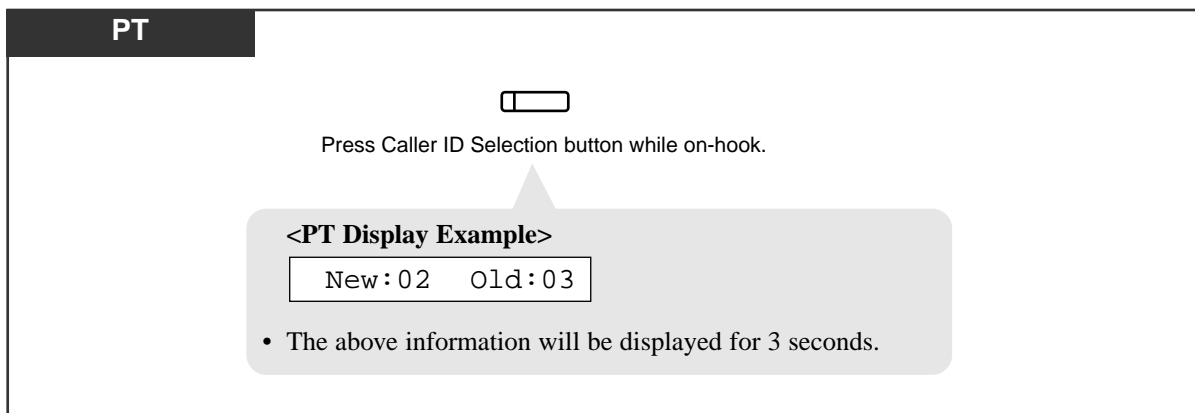 PT
Press Caller ID Selection button while on-hook.
<PT Display Example>
New:02 Old:03
• The above information will be displayed for 3 seconds.